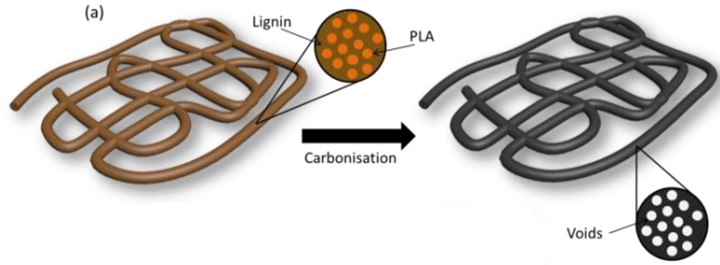 (a)
Lignin
PLA
Carbonisation
Voids